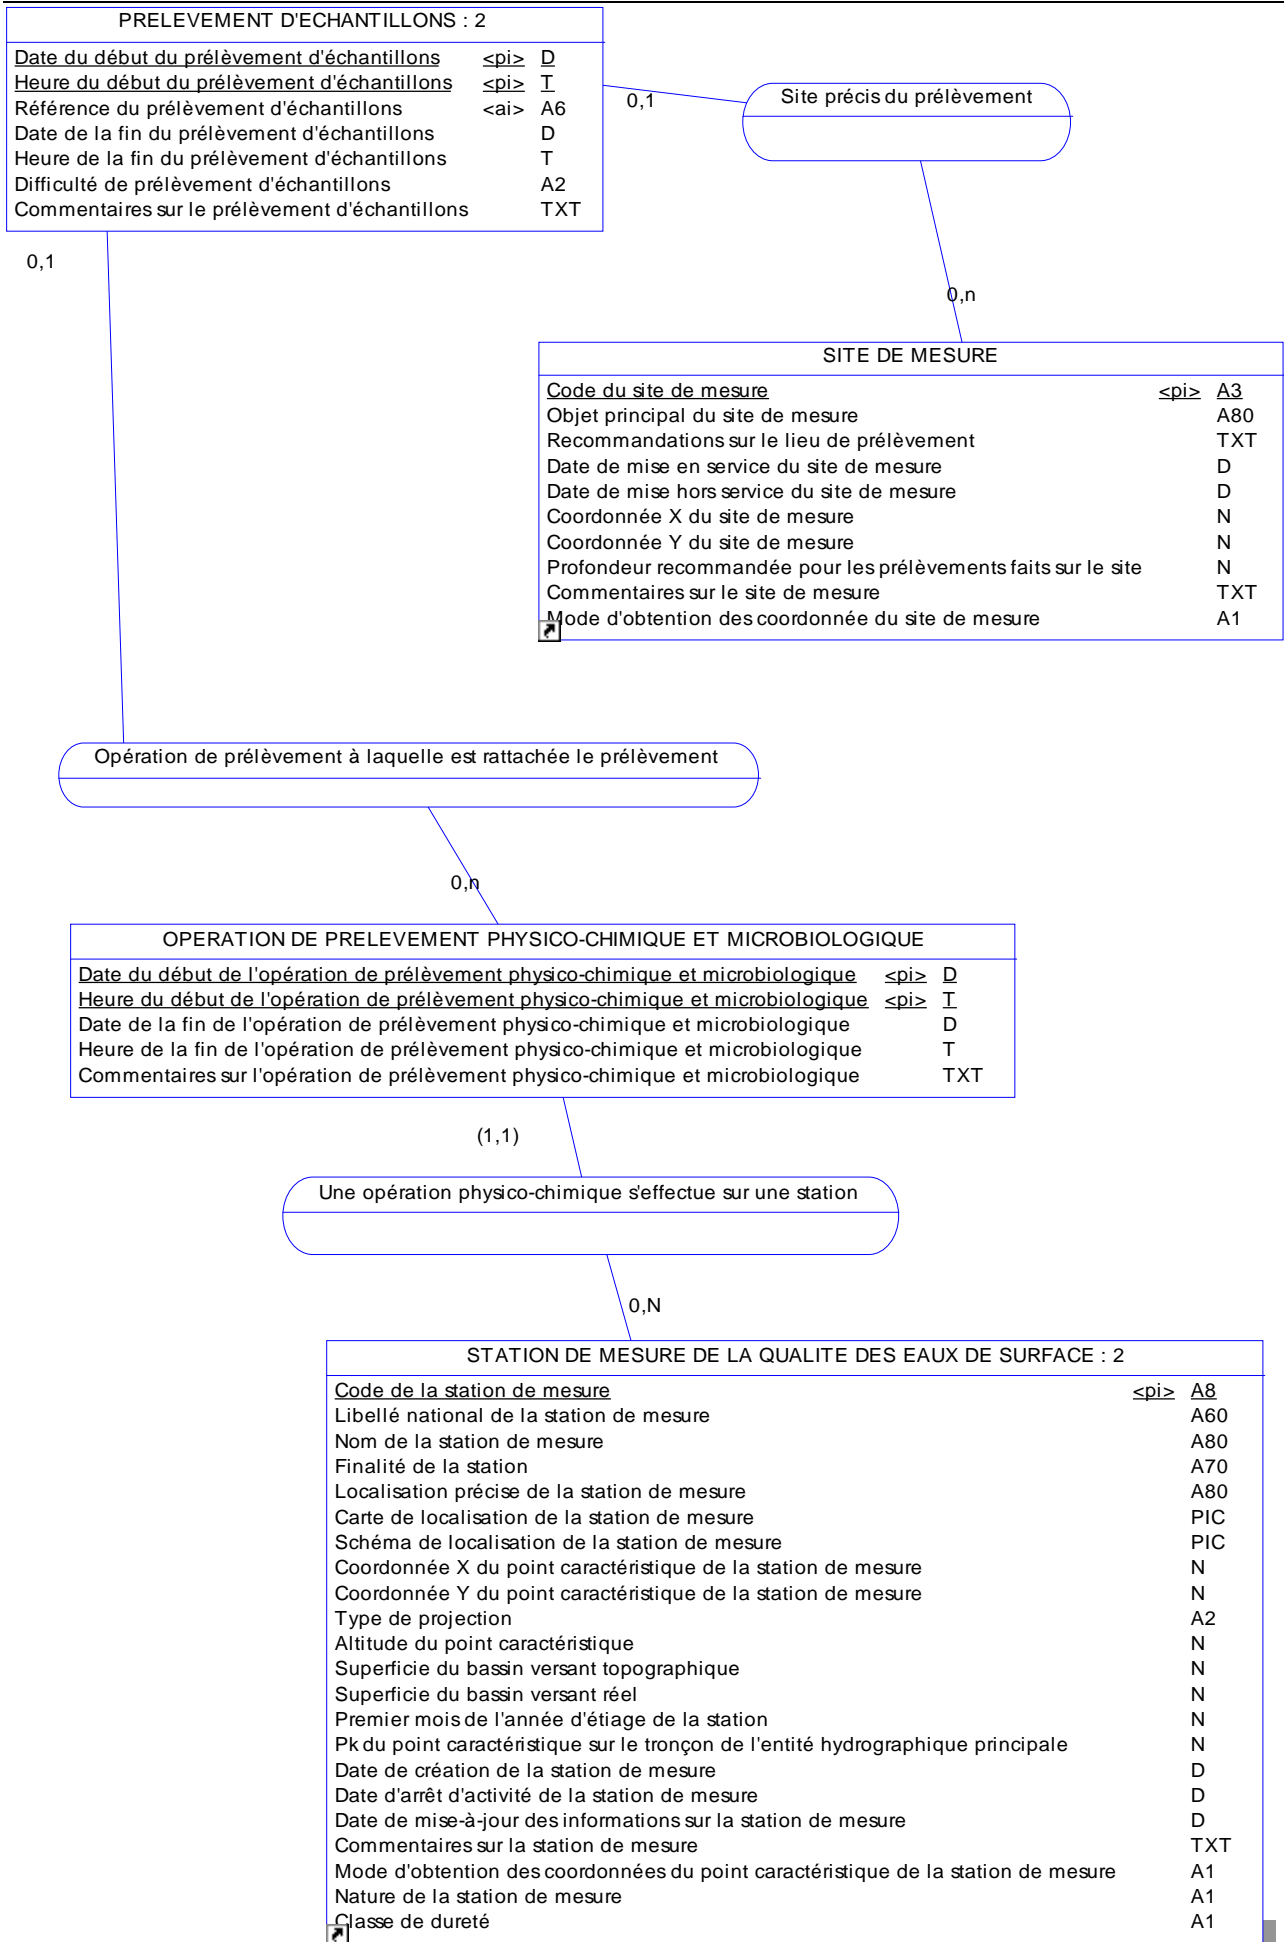 PRELEVEMENT D'ECHANTILLONS : 2
Date du début du prélèvement d'échantillons <pi> D
Heure du début du prélèvement d'échantillons <pi> T
Référence du prélèvement d'échantillons <ai> A6
Date de la fin du prélèvement d'échantillons D
Heure de la fin du prélèvement d'échantillons T
Difficulté de prélèvement d'échantillons A2
Commentaires sur le prélèvement d'échantillons TXT
0,1
Site précis du prélèvement
0,1
0,n
SITE DE MESURE
Code du site de mesure <pi> A3
Objet principal du site de mesure A80
Recommandations sur le lieu de prélèvement TXT
Date de mise en service du site de mesure D
Date de mise hors service du site de mesure D
Coordonnée X du site de mesure N
Coordonnée Y du site de mesure N
Profondeur recommandée pour les prélèvements faits sur le site N
Commentaires sur le site de mesure TXT
Mode d'obtention des coordonnée du site de mesure A1
Opération de prélèvement à laquelle est rattachée le prélèvement
0,n
OPERATION DE PRELEVEMENT PHYSICO-CHIMIQUE ET MICROBIOLOGIQUE
Date du début de l'opération de prélèvement physico-chimique et microbiologique <pi> D
Heure du début de l'opération de prélèvement physico-chimique et microbiologique <pi> T
Date de la fin de l'opération de prélèvement physico-chimique et microbiologique D
Heure de la fin de l'opération de prélèvement physico-chimique et microbiologique T
Commentaires sur l'opération de prélèvement physico-chimique et microbiologique TXT
(1,1)
Une opération physico-chimique s'effectue sur une station
0,N
STATION DE MESURE DE LA QUALITE DES EAUX DE SURFACE : 2
Code de la station de mesure <pi> A8
Libellé national de la station de mesure A60
Nom de la station de mesure A80
Finalité de la station A70
Localisation précise de la station de mesure A80
Carte de localisation de la station de mesure PIC
Schéma de localisation de la station de mesure PIC
Coordonnée X du point caractéristique de la station de mesure N
Coordonnée Y du point caractéristique de la station de mesure N
Type de projection A2
Altitude du point caractéristique N
Superficie du bassin versant topographique N
Superficie du bassin versant réel N
Premier mois de l'année d'étiage de la station N
Pk du point caractéristique sur le tronçon de l'entité hydrographique principale N
Date de création de la station de mesure D
Date d'arrêt d'activité de la station de mesure D
Date de mise-à-jour des informations sur la station de mesure D
Commentaires sur la station de mesure TXT
Mode d'obtention des coordonnées du point caractéristique de la station de mesure A1
Nature de la station de mesure A1
Classe de dureté A1